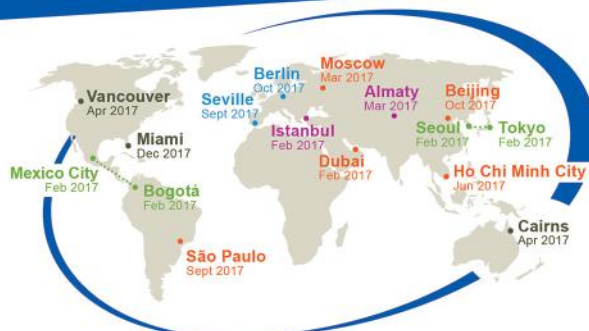 Moscow
Mar 2017
Berlin
Oct 2017
Almaty
Mar 2017
Beijing
Oct 2017
Vancouver
Apr 2017
Seville
Sept 2017
Istanbul
Feb 2017
Seoul
Feb 2017
Tokyo
Feb 2017
Miami
Dec 2017
Dubai
Feb 2017
Mexico City
Feb 2017
Bogotá
Feb 2017
Ho Chi Minh City
Jun 2017
Cairns
Apr 2017
São Paulo
Sept 2017